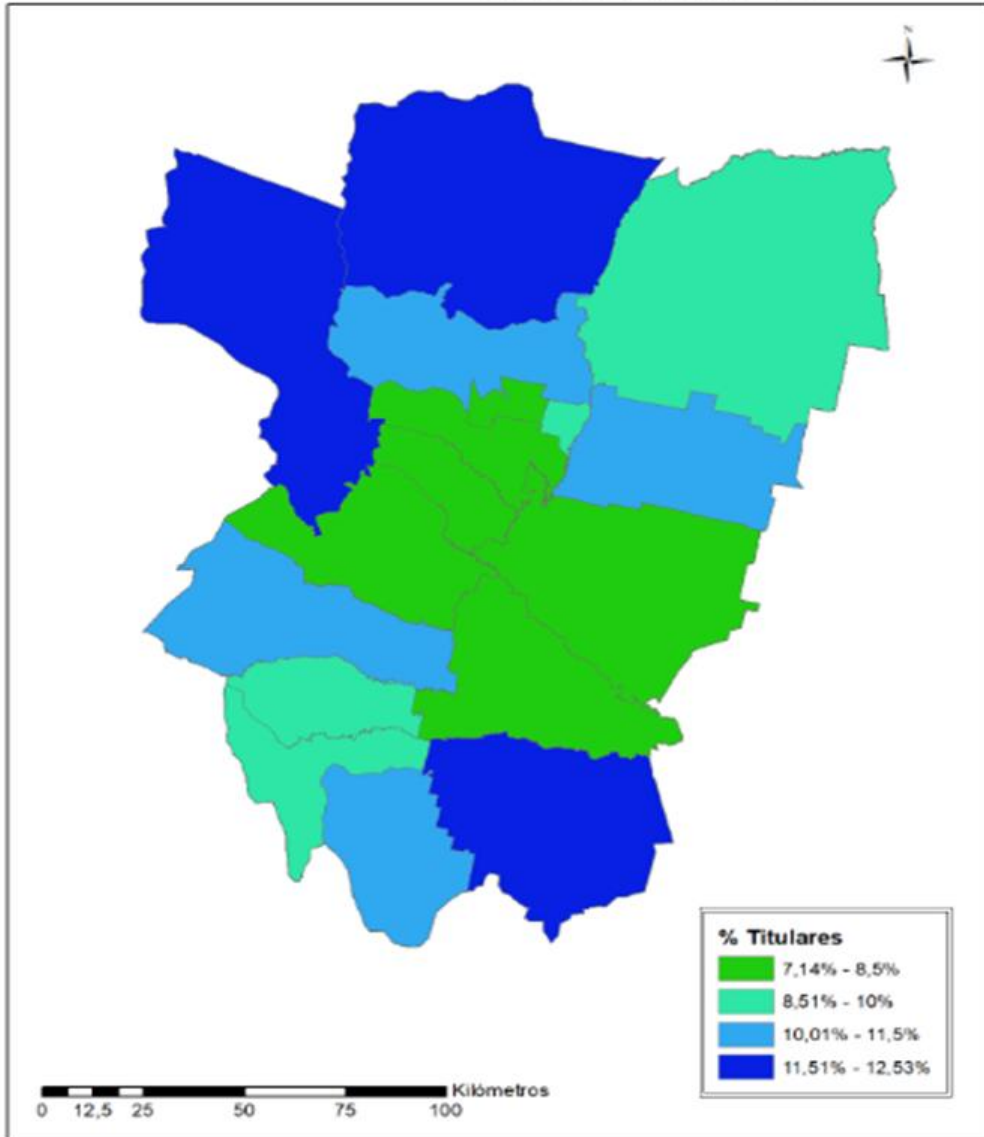 N
% Titulares
7,14% - 8,5%
8,51% - 10%
10,01% - 11,5%
11,51% - 12,53%
Kilómetros
0 12,5 25 50 75 100